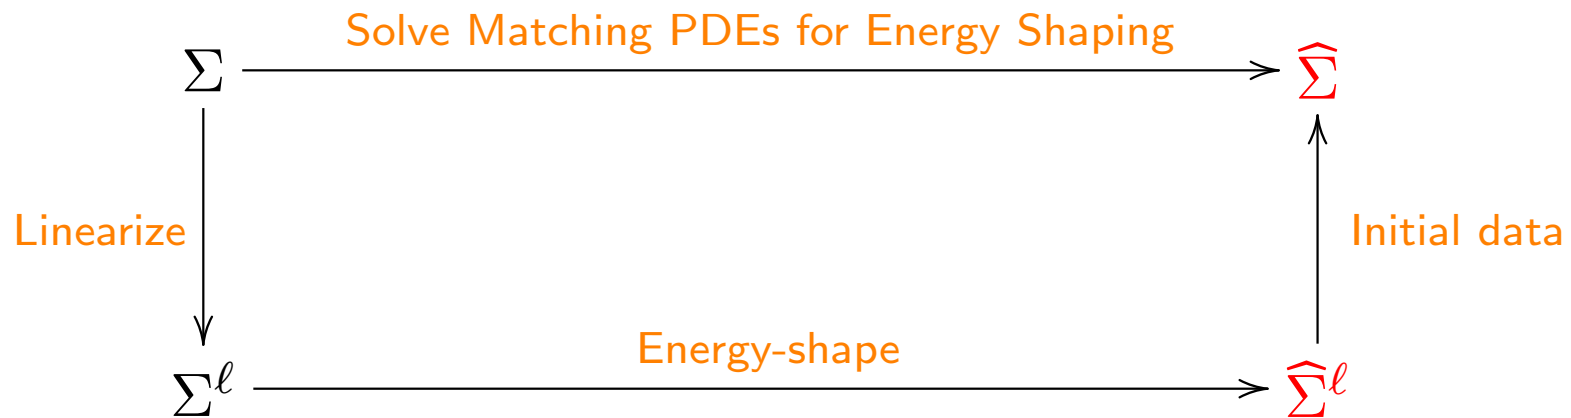 Solve Matching PDEs for Energy Shaping
Σ Σ̂
Linearize Initial data
Energy-shape
Σ^ℓ Σ̂^ℓ